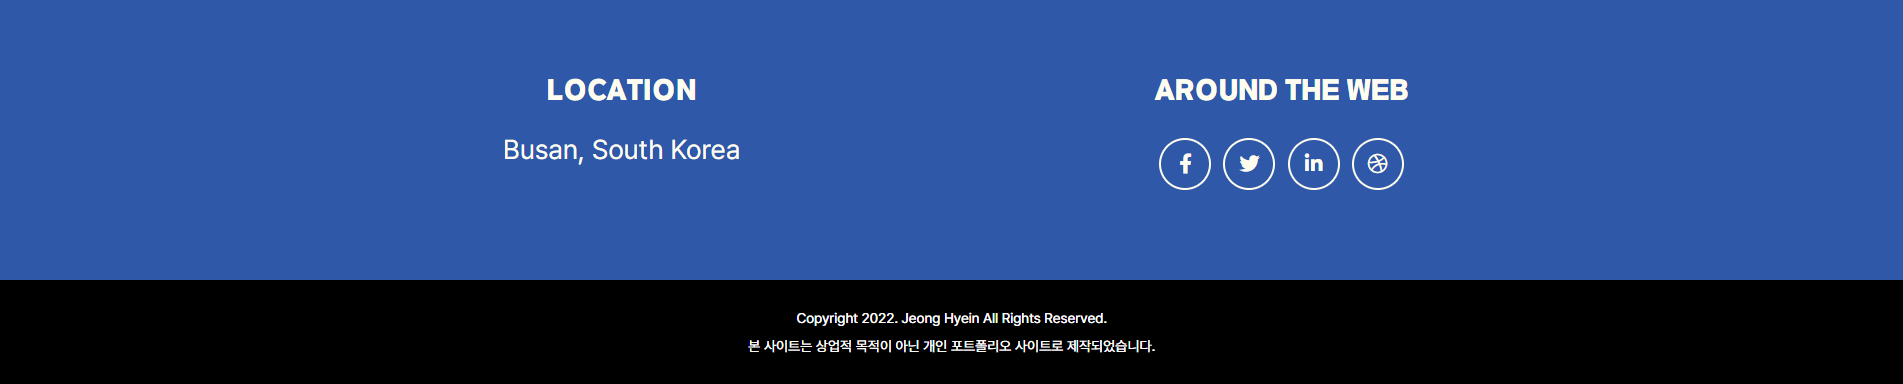 LOCATION
Busan, South Korea
AROUND THE WEB
Copyright 2022. Jeong Hyein All Rights Reserved.
본 사이트는 상업적 목적이 아닌 개인 포트폴리오 사이트로 제작되었습니다.